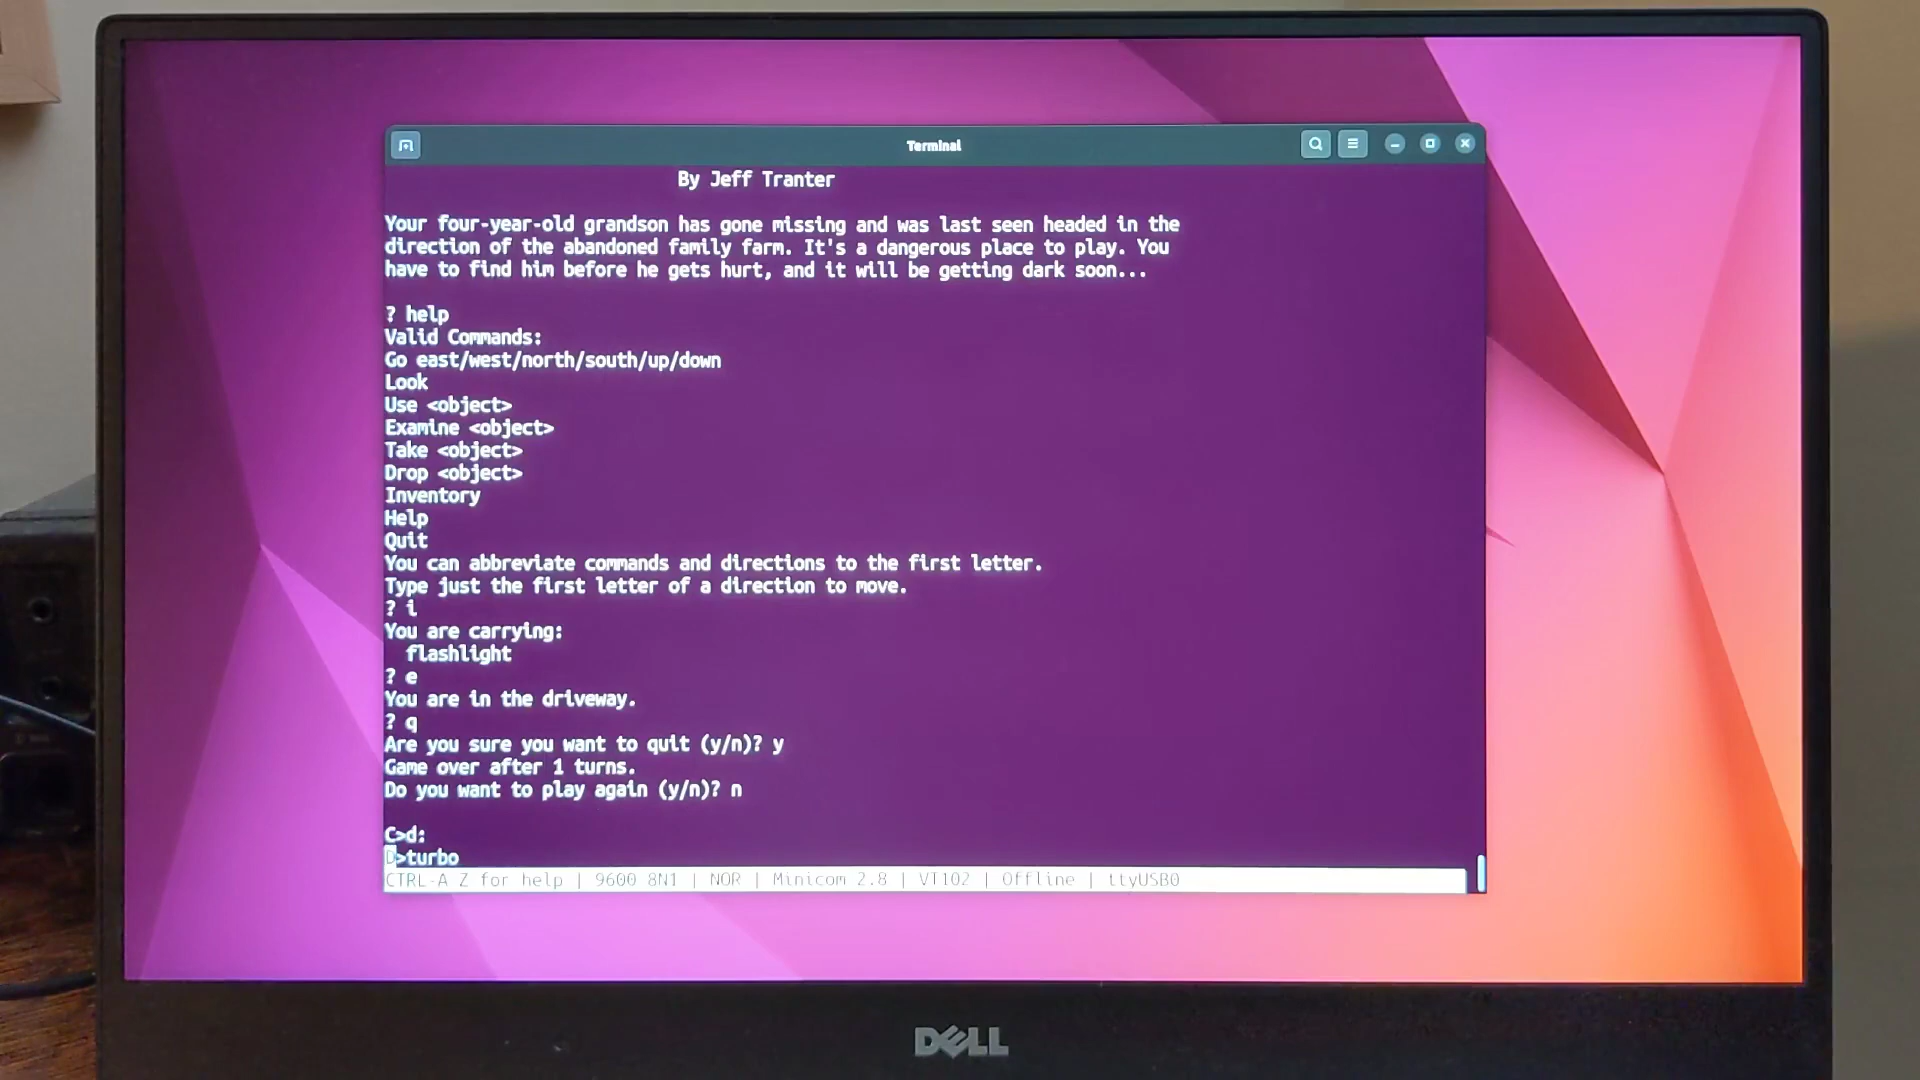 Terminal
By Jeff Tranter
Your four-year-old grandson has gone missing and was last seen headed in the
direction of the abandoned family farm. It's a dangerous place to play. You
have to find him before he gets hurt, and it will be getting dark soon...
? help
Valid Commands:
Go east/west/north/south/up/down
Look
Use <object>
Examine <object>
Take <object>
Drop <object>
Inventory
Help
Quit
You can abbreviate commands and directions to the first letter.
Type just the first letter of a direction to move.
? i
You are carrying:
  flashlight
? e
You are in the driveway.
? q
Are you sure you want to quit (y/n)? y
Game over after 1 turns.
Do you want to play again (y/n)? n
C>d:
D>turbo
CTRL-A Z for help | 9600 8N1 | NOR | Minicom 2.8 | VT102 | Offline | ttyUSB0
DELL